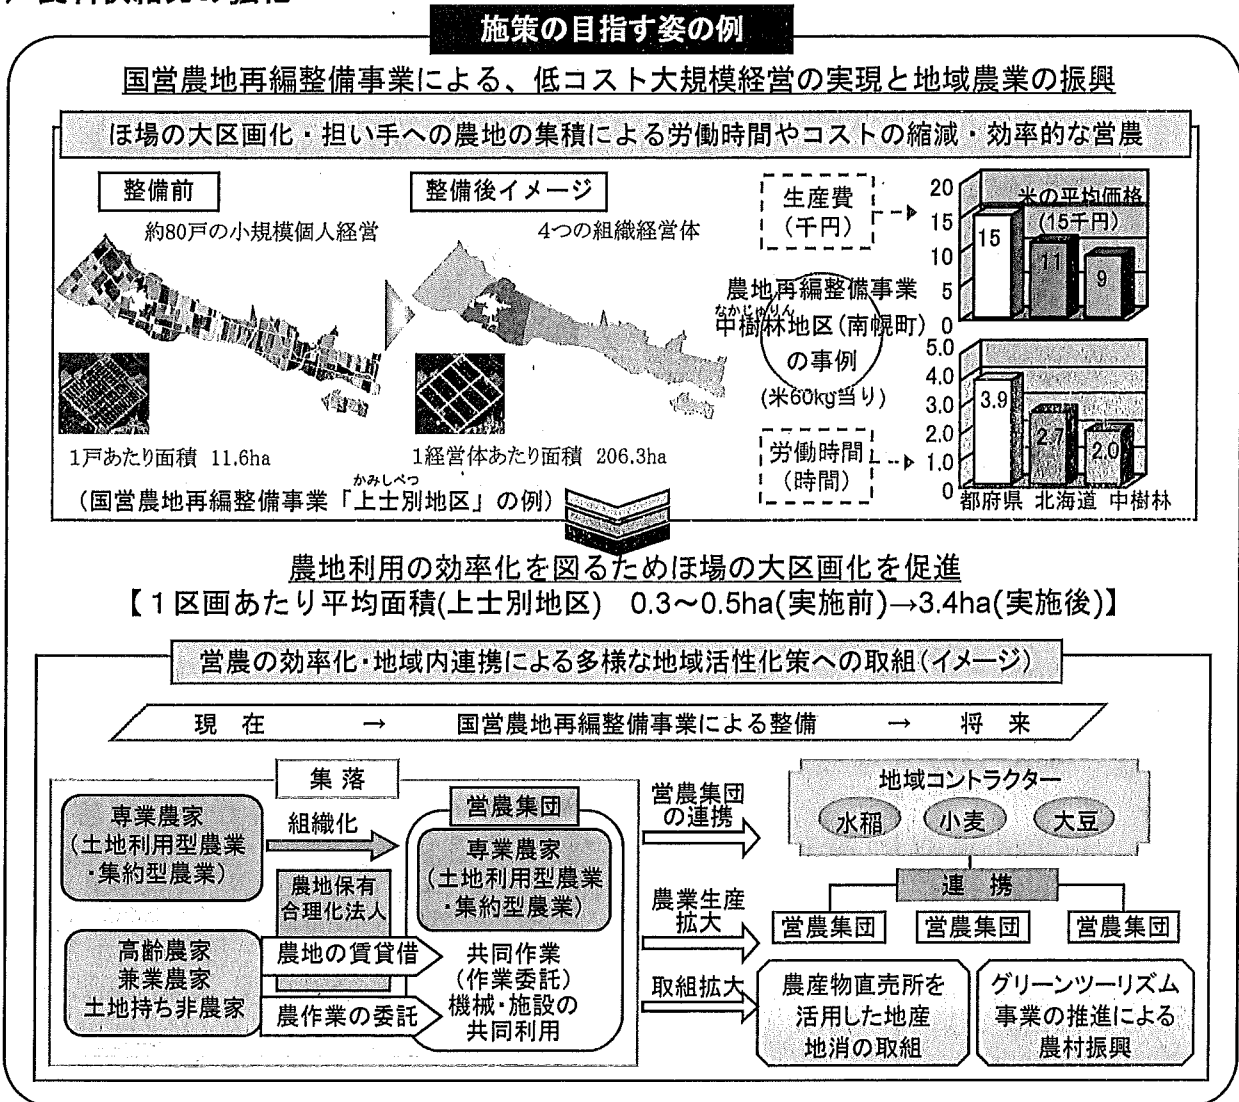 施策の目指す姿の例
国営農地再編整備事業による、低コスト大規模経営の実現と地域農業の振興
ほ場の大区画化・担い手への農地の集積による労働時間やコストの縮減・効率的な営農
整備前
約80戸の小規模個人経営
1戸あたり面積 11.6ha
整備後イメージ
4つの組織経営体
1経営体あたり面積 206.3ha
かみしべつ
(国営農地再編整備事業「上士別地区」の例)
生産費
(千円)
農地再編整備事業
なかじゅりん
中樹林地区(南幌町)
の事例
(米60kg当り)
労働時間
(時間)
20
15
10
5
0
米の平均価格
(15千円)
15
11
9
5.0
4.0
3.0
2.0
1.0
0
3.9
2.7
2.0
都府県 北海道 中樹林
農地利用の効率化を図るためほ場の大区画化を促進
【1区画あたり平均面積(上士別地区) 0.3~0.5ha(実施前)→3.4ha(実施後)】
営農の効率化・地域内連携による多様な地域活性化策への取組(イメージ)
現在 → 国営農地再編整備事業による整備 → 将来
集落
専業農家
(土地利用型農業
・集約型農業)
組織化
農地保有
合理化法人
高齢農家
兼業農家
土地持ち非農家
農地の賃貸借
農作業の委託
営農集団
専業農家
(土地利用型農業
・集約型農業)
共同作業
(作業委託)
機械・施設の
共同利用
営農集団
の連携
農業生産
拡大
取組拡大
地域コントラクター
水稲 小麦 大豆
連携
営農集団 営農集団 営農集団
農産物直売所を
活用した地産
地消の取組
グリーンツーリズム
事業の推進による
農村振興